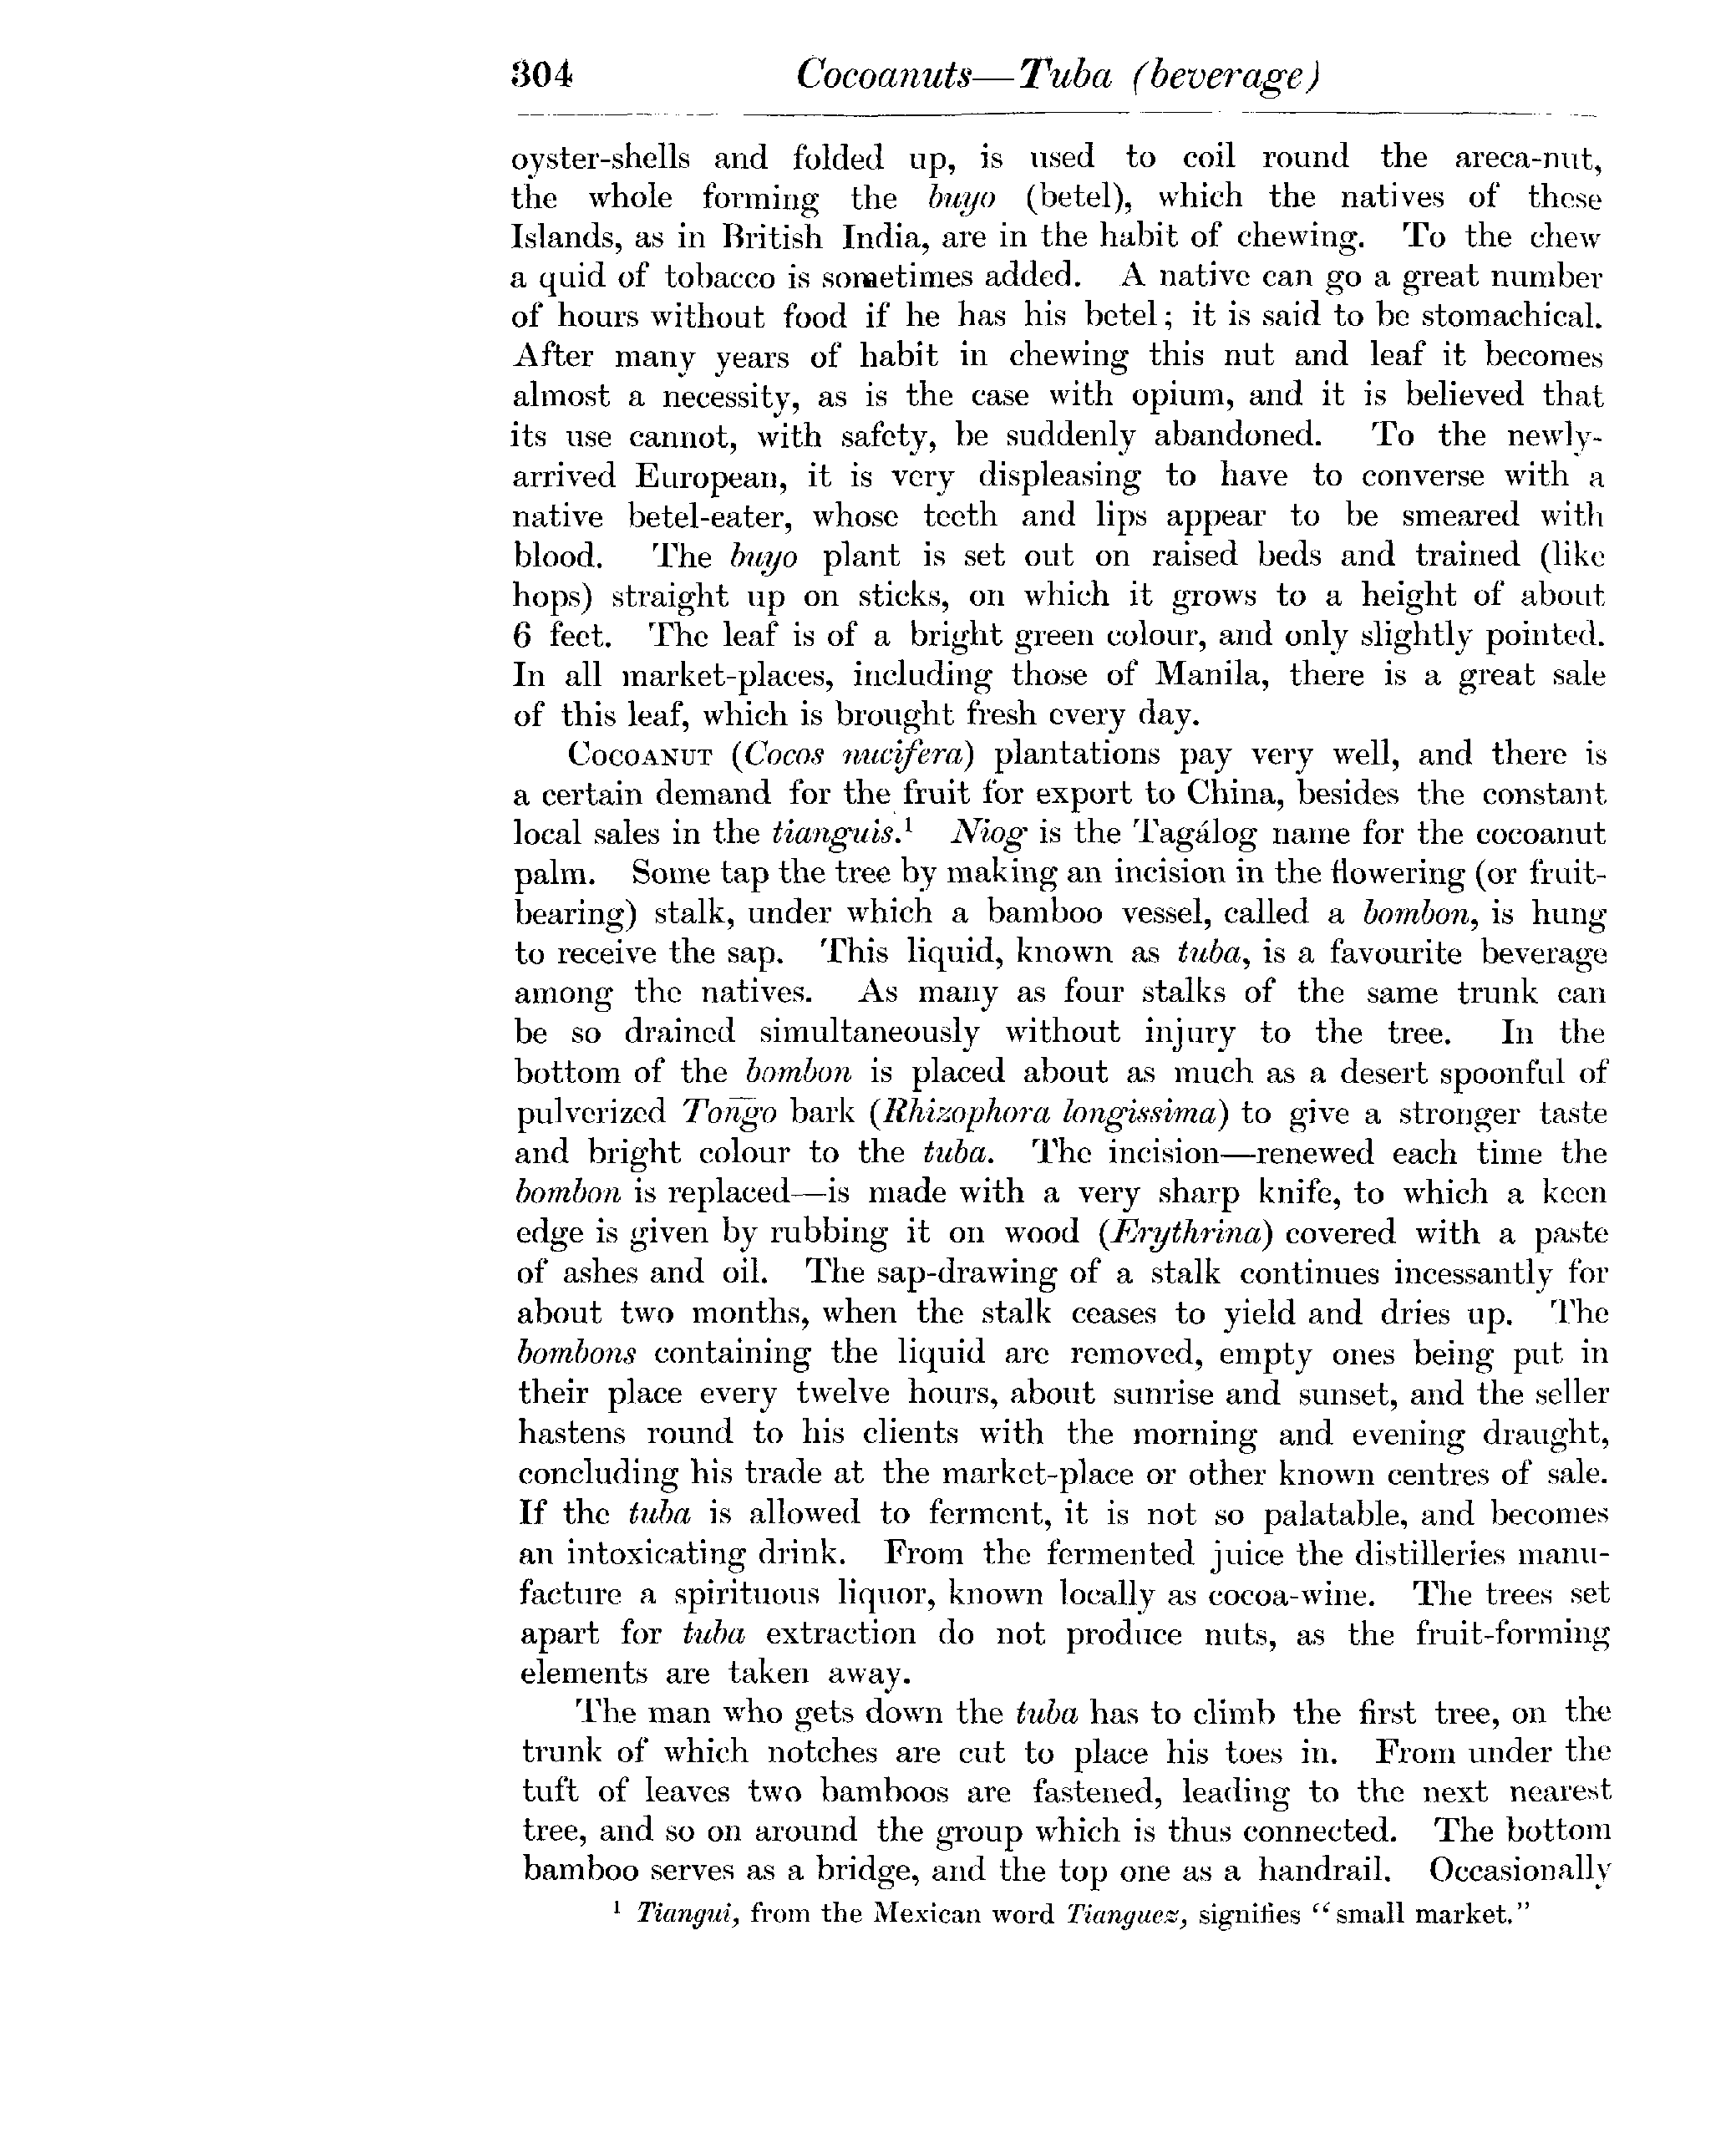 304 Cocoanuts—Tuba (beverage)
oyster-shells and folded up, is used to coil round the areca-nut,
the whole forming the buyo (betel), which the natives of these
Islands, as in British India, are in the habit of chewing. To the chew
a quid of tobacco is sometimes added. A native can go a great number
of hours without food if he has his betel; it is said to be stomachical.
After many years of habit in chewing this nut and leaf it becomes
almost a necessity, as is the case with opium, and it is believed that
its use cannot, with safety, be suddenly abandoned. To the newly-
arrived European, it is very displeasing to have to converse with a
native betel-eater, whose teeth and lips appear to be smeared with
blood. The buyo plant is set out on raised beds and trained (like
hops) straight up on sticks, on which it grows to a height of about
6 feet. The leaf is of a bright green colour, and only slightly pointed.
In all market-places, including those of Manila, there is a great sale
of this leaf, which is brought fresh every day.
COCOANUT (Cocos nucifera) plantations pay very well, and there is
a certain demand for the fruit for export to China, besides the constant
local sales in the tianguis.¹ Niog is the Tagálog name for the cocoanut
palm. Some tap the tree by making an incision in the flowering (or fruit-
bearing) stalk, under which a bamboo vessel, called a bombon, is hung
to receive the sap. This liquid, known as tuba, is a favourite beverage
among the natives. As many as four stalks of the same trunk can
be so drained simultaneously without injury to the tree. In the
bottom of the bombon is placed about as much as a desert spoonful of
pulverized Ton͠go bark (Rhizophora longissima) to give a stronger taste
and bright colour to the tuba. The incision—renewed each time the
bombon is replaced—is made with a very sharp knife, to which a keen
edge is given by rubbing it on wood (Erythrina) covered with a paste
of ashes and oil. The sap-drawing of a stalk continues incessantly for
about two months, when the stalk ceases to yield and dries up. The
bombons containing the liquid are removed, empty ones being put in
their place every twelve hours, about sunrise and sunset, and the seller
hastens round to his clients with the morning and evening draught,
concluding his trade at the market-place or other known centres of sale.
If the tuba is allowed to ferment, it is not so palatable, and becomes
an intoxicating drink. From the fermented juice the distilleries manu-
facture a spirituous liquor, known locally as cocoa-wine. The trees set
apart for tuba extraction do not produce nuts, as the fruit-forming
elements are taken away.
The man who gets down the tuba has to climb the first tree, on the
trunk of which notches are cut to place his toes in. From under the
tuft of leaves two bamboos are fastened, leading to the next nearest
tree, and so on around the group which is thus connected. The bottom
bamboo serves as a bridge, and the top one as a handrail. Occasionally
¹ Tiangui, from the Mexican word Tianguez, signifies “small market.”